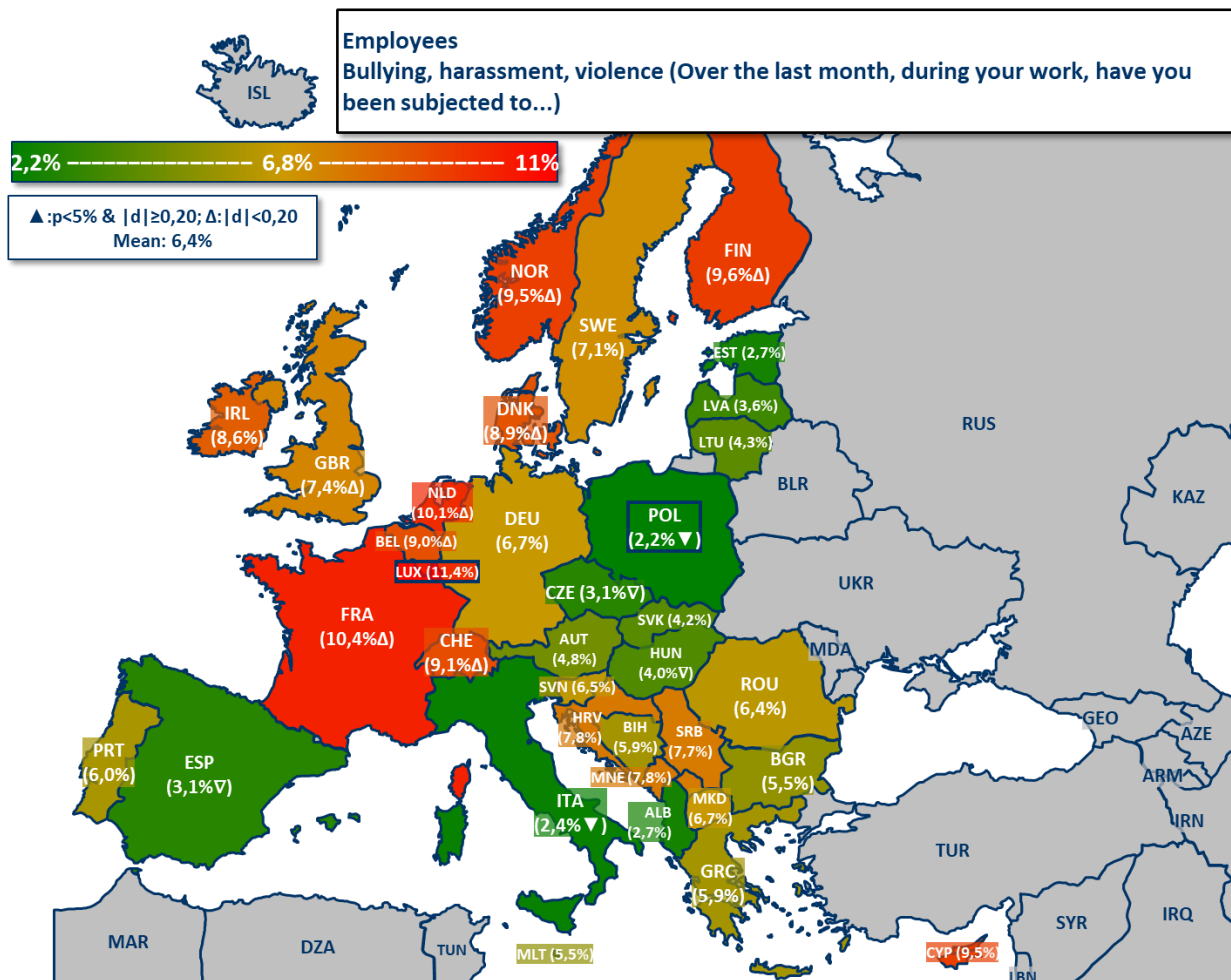 Employees
Bullying, harassment, violence (Over the last month, during your work, have you
been subjected to...)
ISL
2,2% –––––––––––––– 6,8% –––––––––––––––––– 11%
▲:p<5% & |d|≥0,20; Δ:|d|<0,20
Mean: 6,4%
NOR
(9,5%Δ)
FIN
(9,6%Δ)
SWE
(7,1%)
EST (2,7%)
LVA (3,6%)
LTU (4,3%)
RUS
IRL
(8,6%)
DNK
(8,9%Δ)
GBR
(7,4%Δ)
BLR
KAZ
NLD
(10,1%Δ)
DEU
(6,7%)
POL
(2,2%▼)
BEL (9,0%Δ)
LUX (11,4%)
UKR
CZE (3,1%∇)
FRA
(10,4%Δ)
SVK (4,2%)
CHE
(9,1%Δ)
AUT
(4,8%)
HUN
(4,0%∇)
MDA
SVN (6,5%)
ROU
(6,4%)
HRV
(7,8%)
BIH
(5,9%)
SRB
(7,7%)
GEO
AZE
PRT
(6,0%)
ESP
(3,1%∇)
BGR
(5,5%)
MNE (7,8%)
ARM
ITA
(2,4%▼)
ALB
(2,7%)
MKD
(6,7%)
IRN
TUR
GRC
(5,9%)
MAR
DZA
TUN
MLT (5,5%)
CYP (9,5%)
SYR
IRQ
LBN